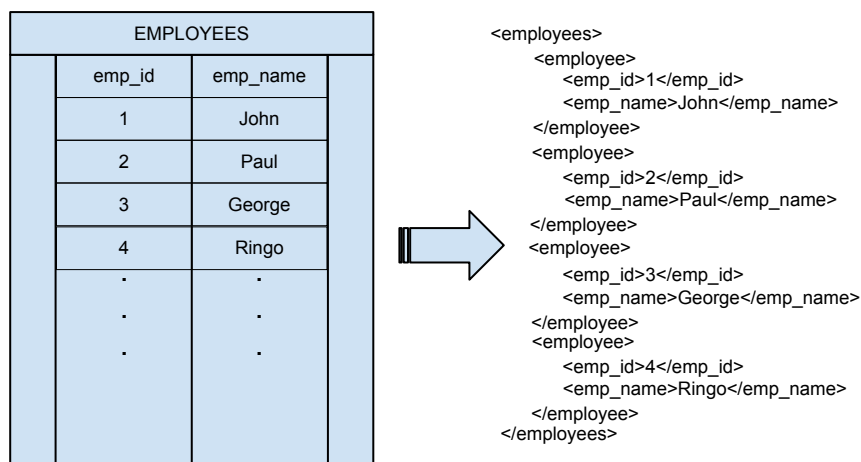 EMPLOYEES
emp_id emp_name
1 John
2 Paul
3 George
4 Ringo
. .
. .
. .
<employees>
<employee>
<emp_id>1</emp_id>
<emp_name>John</emp_name>
</employee>
<employee>
<emp_id>2</emp_id>
<emp_name>Paul</emp_name>
</employee>
<employee>
<emp_id>3</emp_id>
<emp_name>George</emp_name>
</employee>
<employee>
<emp_id>4</emp_id>
<emp_name>Ringo</emp_name>
</employee>
</employees>